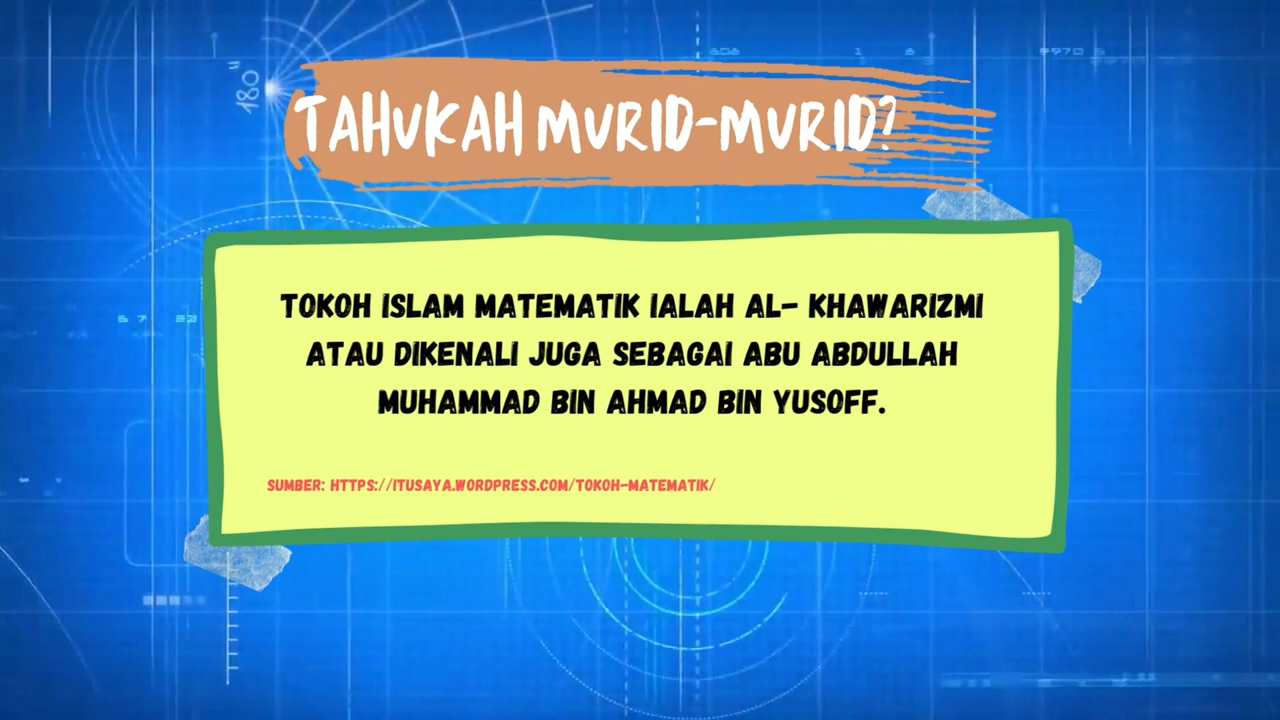 180°
TAHUKAH MURID-MURID?
TOKOH ISLAM MATEMATIK IALAH AL- KHAWARIZMI
ATAU DIKENALI JUGA SEBAGAI ABU ABDULLAH
MUHAMMAD BIN AHMAD BIN YUSOFF.
SUMBER: HTTPS://ITUSAYA.WORDPRESS.COM/TOKOH-MATEMATIK/